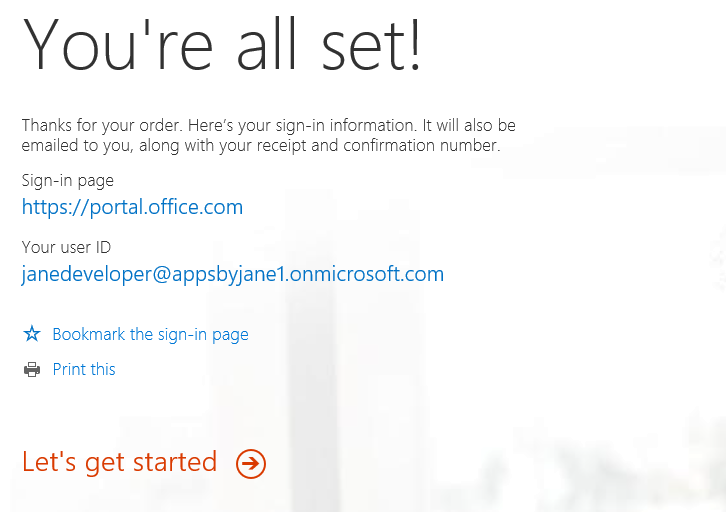 You're all set!
Thanks for your order. Here's your sign-in information. It will also be
emailed to you, along with your receipt and confirmation number.
Sign-in page
https://portal.office.com
Your user ID
janedeveloper@appsbyjane1.onmicrosoft.com
Bookmark the sign-in page
Print this
Let's get started